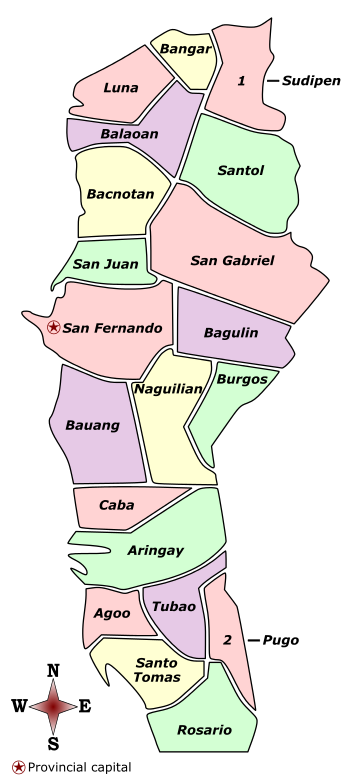 Bangar
Luna
1
Sudipen
Balaoan
Santol
Bacnotan
San Juan
San Gabriel
San Fernando
Bagulin
Naguilian
Burgos
Bauang
Caba
Aringay
Agoo
Tubao
2
Pugo
Santo
Tomas
N
W
E
S
Rosario
Provincial capital